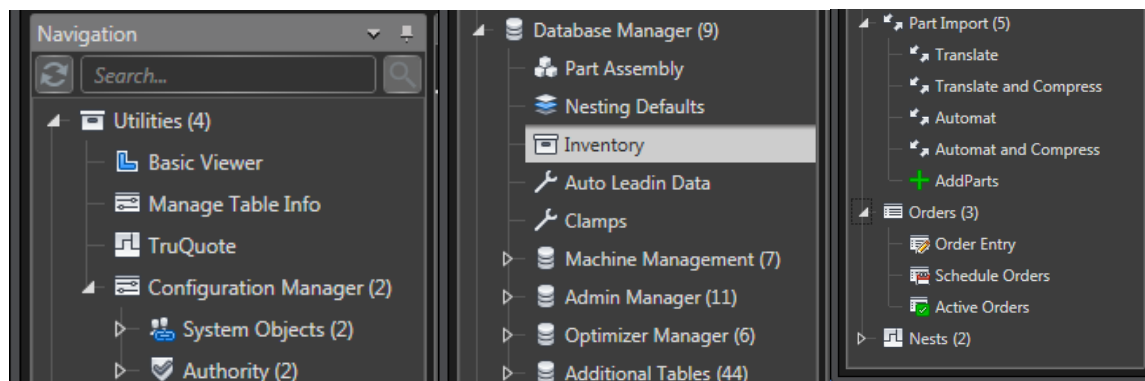 Navigation
Search...
Utilities (4)
Basic Viewer
Manage Table Info
TruQuote
Configuration Manager (2)
System Objects (2)
Authority (2)
Database Manager (9)
Part Assembly
Nesting Defaults
Inventory
Auto Leadin Data
Clamps
Machine Management (7)
Admin Manager (11)
Optimizer Manager (6)
Additional Tables (44)
Part Import (5)
Translate
Translate and Compress
Automat
Automat and Compress
AddParts
Orders (3)
Order Entry
Schedule Orders
Active Orders
Nests (2)